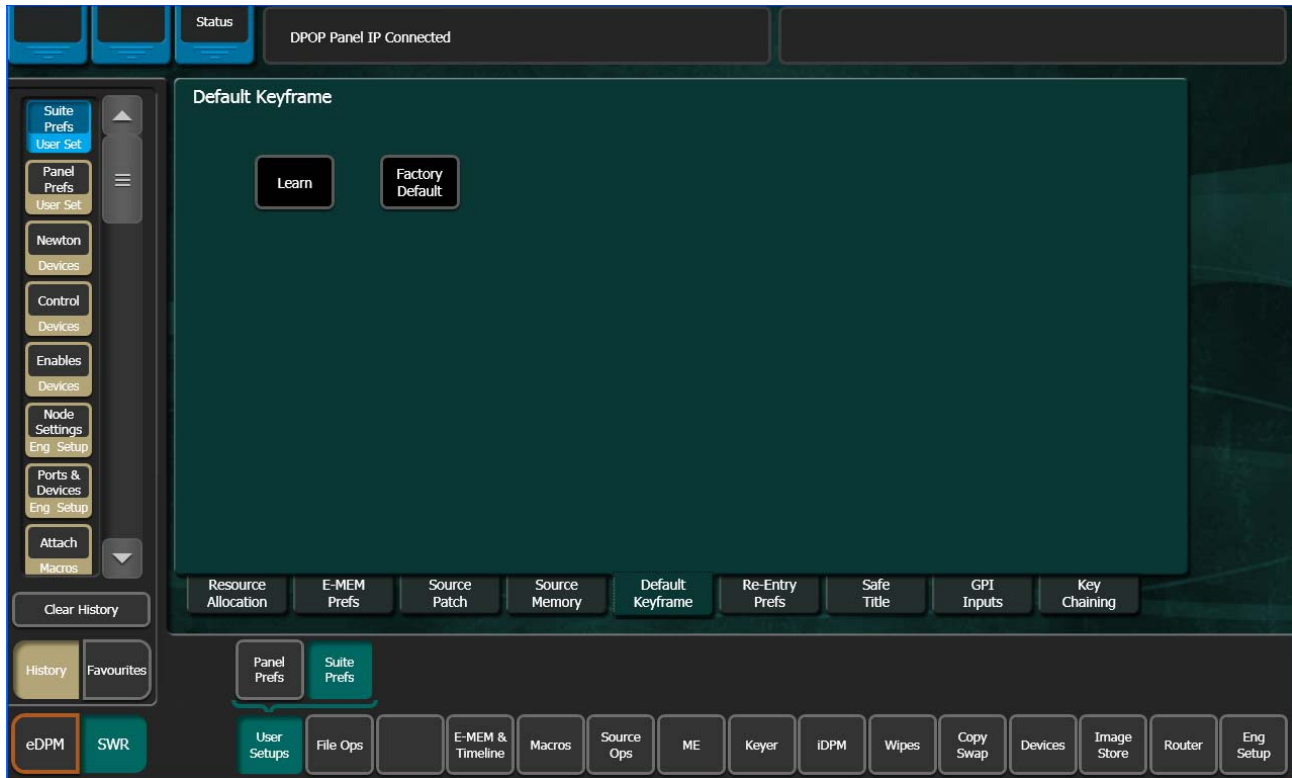 Status
DPOP Panel IP Connected
Default Keyframe
Learn
Factory
Default
Suite
Prefs
User Set
Panel
Prefs
User Set
Newton
Devices
Control
Devices
Enables
Devices
Node
Settings
Eng Setup
Ports &
Devices
Eng Setup
Attach
Macros
Clear History
History
Favourites
Resource
Allocation
E-MEM
Prefs
Source
Patch
Source
Memory
Default
Keyframe
Re-Entry
Prefs
Safe
Title
GPI
Inputs
Key
Chaining
Panel
Prefs
Suite
Prefs
eDPM
SWR
User
Setups
File Ops
E-MEM &
Timeline
Macros
Source
Ops
ME
Keyer
iDPM
Wipes
Copy
Swap
Devices
Image
Store
Router
Eng
Setup